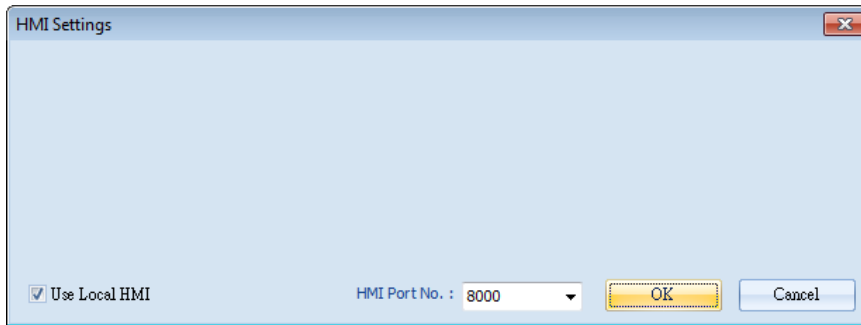 HMI Settings
Use Local HMI
HMI Port No. : 8000
OK
Cancel